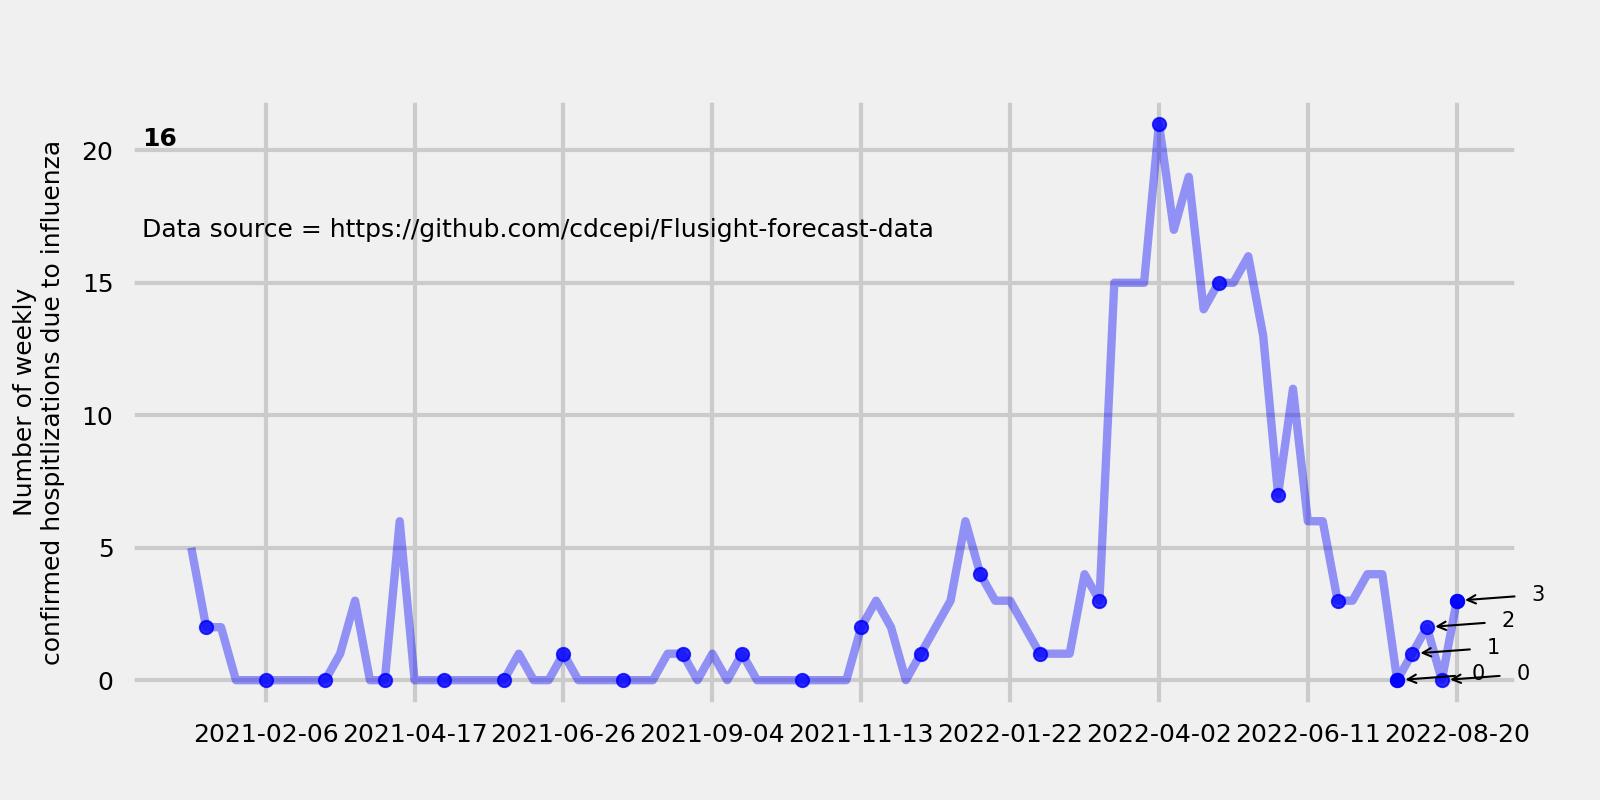 16
Data source = https://github.com/cdcepi/Flusight-forecast-data
Number of weekly
confirmed hospitlizations due to influenza
20
15
10
5
0
3
2
1
0
0
2021-02-06 2021-04-17 2021-06-26 2021-09-04 2021-11-13 2022-01-22 2022-04-02 2022-06-11 2022-08-20